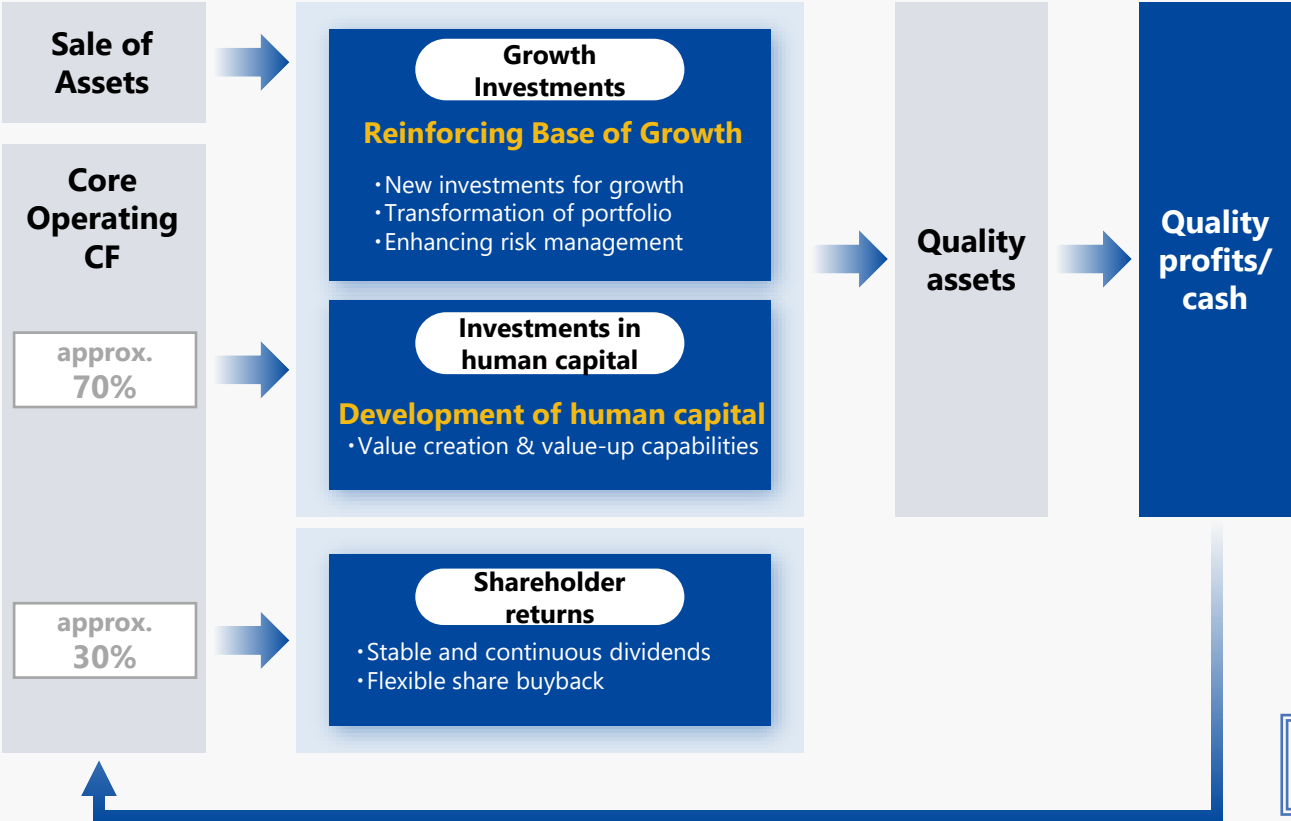 Sale of
Assets
Core
Operating
CF
approx.
70%
approx.
30%
Growth
Investments
Reinforcing Base of Growth
・New investments for growth
・Transformation of portfolio
・Enhancing risk management
Investments in
human capital
Development of human capital
・Value creation & value-up capabilities
Shareholder
returns
・Stable and continuous dividends
・Flexible share buyback
Quality
assets
Quality
profits/
cash